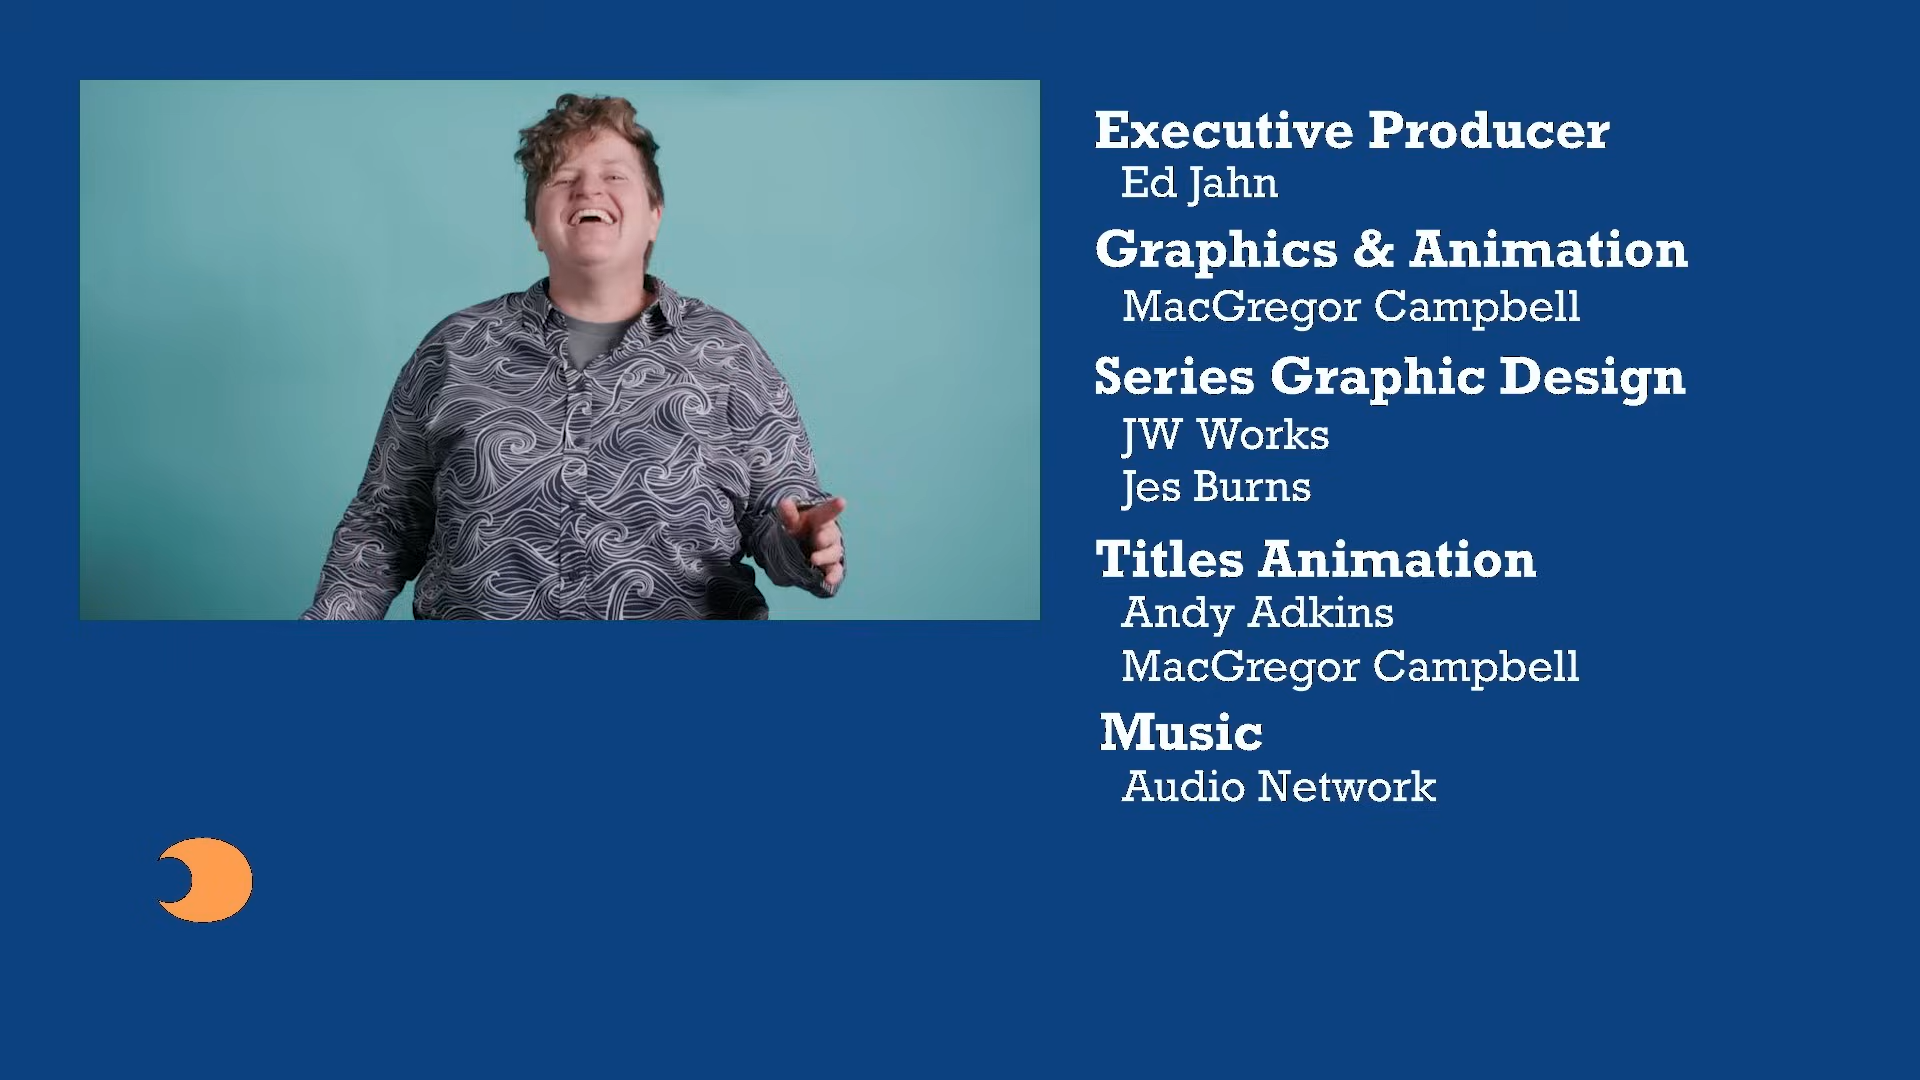 Executive Producer
Ed Jahn
Graphics & Animation
MacGregor Campbell
Series Graphic Design
JW Works
Jes Burns
Titles Animation
Andy Adkins
MacGregor Campbell
Music
Audio Network